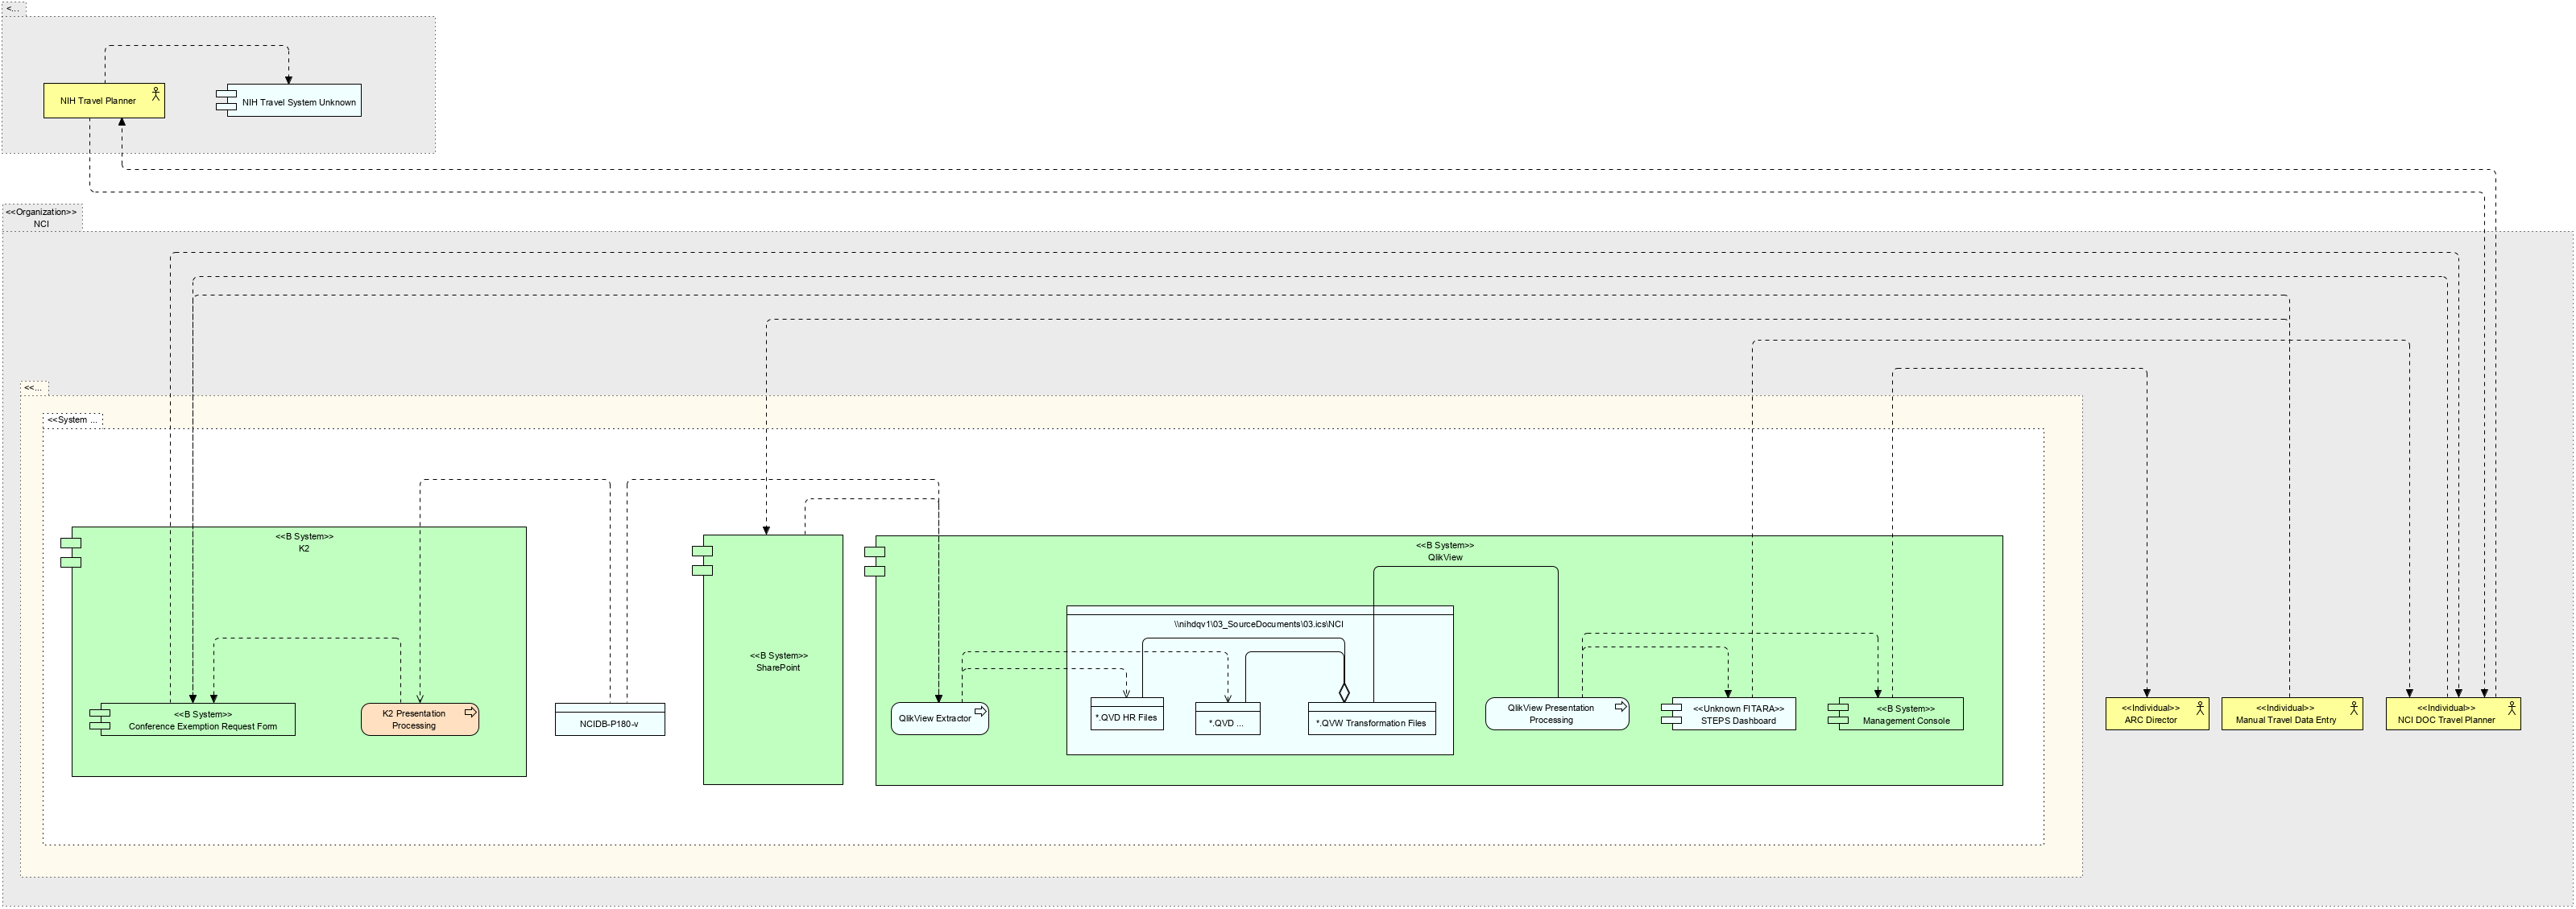 <...
NIH Travel Planner
NIH Travel System Unknown
<<Organization>>
NCI
<<...
<<System ...
<<B System>>
K2
<<B System>>
Conference Exemption Request Form
K2 Presentation
Processing
NCIDB-P180-v
<<B System>>
SharePoint
<<B System>>
QlikView
QlikView Extractor
\\nihdqv1\03_SourceDocuments\03.ics\NCI
*.QVD HR Files
*.QVD ...
*.QVW Transformation Files
QlikView Presentation
Processing
<<Unknown FITARA>>
STEPS Dashboard
<<B System>>
Management Console
<<Individual>>
ARC Director
<<Individual>>
Manual Travel Data Entry
<<Individual>>
NCI DOC Travel Planner